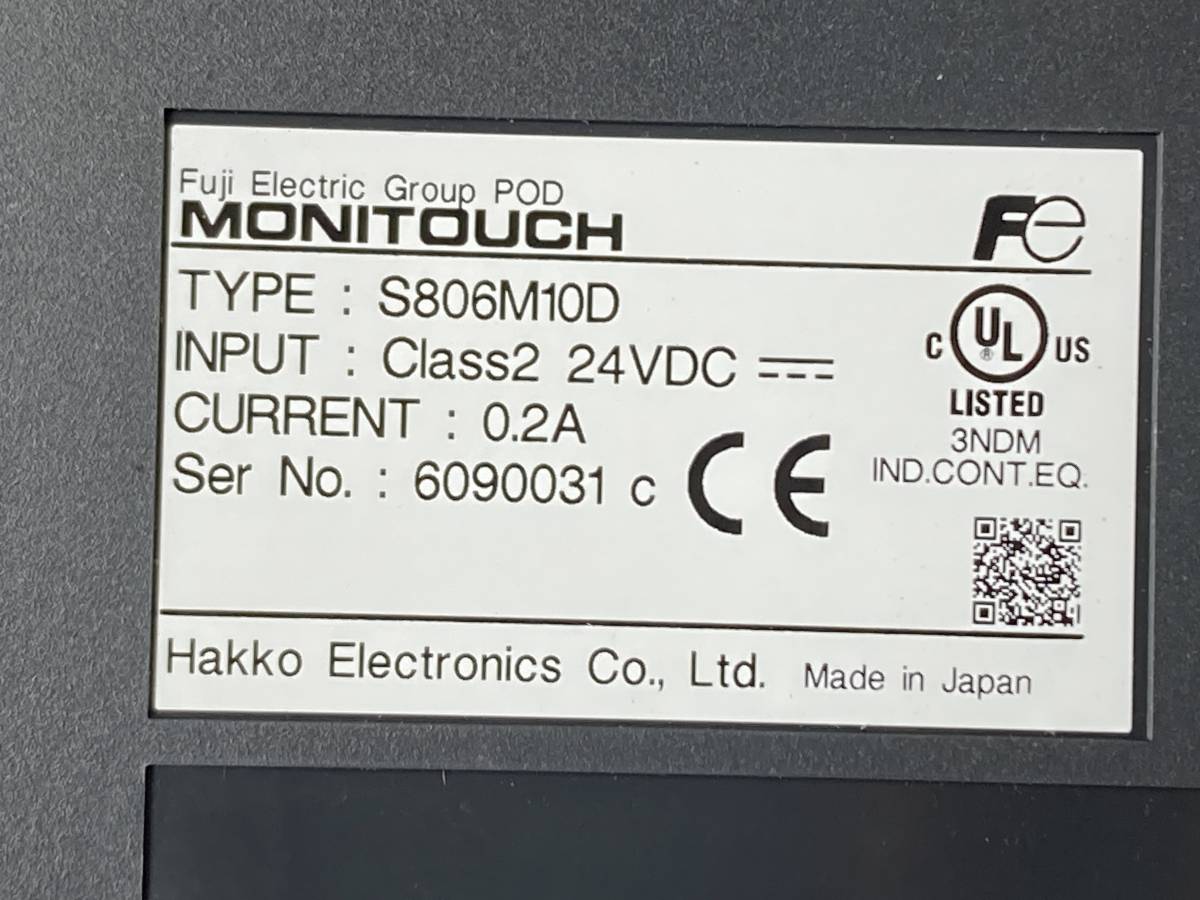 Fuji Electric Group POD
MONITOUCH
Fe
TYPE : S806M10D
INPUT : Class2 24VDC
CURRENT : 0.2A
Ser No. : 6090031 c
CE
C UL US
®
LISTED
3NDM
IND.CONT.EQ.
Hakko Electronics Co., Ltd. Made in Japan